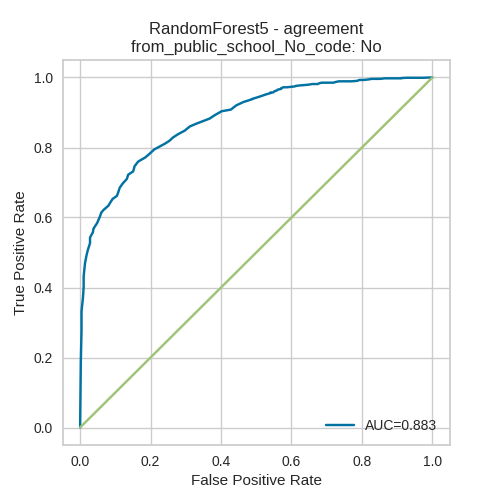 RandomForest5 - agreement
from_public_school_No_code: No
1.0
0.8
0.6
0.4
0.2
0.0
True Positive Rate
AUC=0.883
0.0 0.2 0.4 0.6 0.8 1.0
False Positive Rate